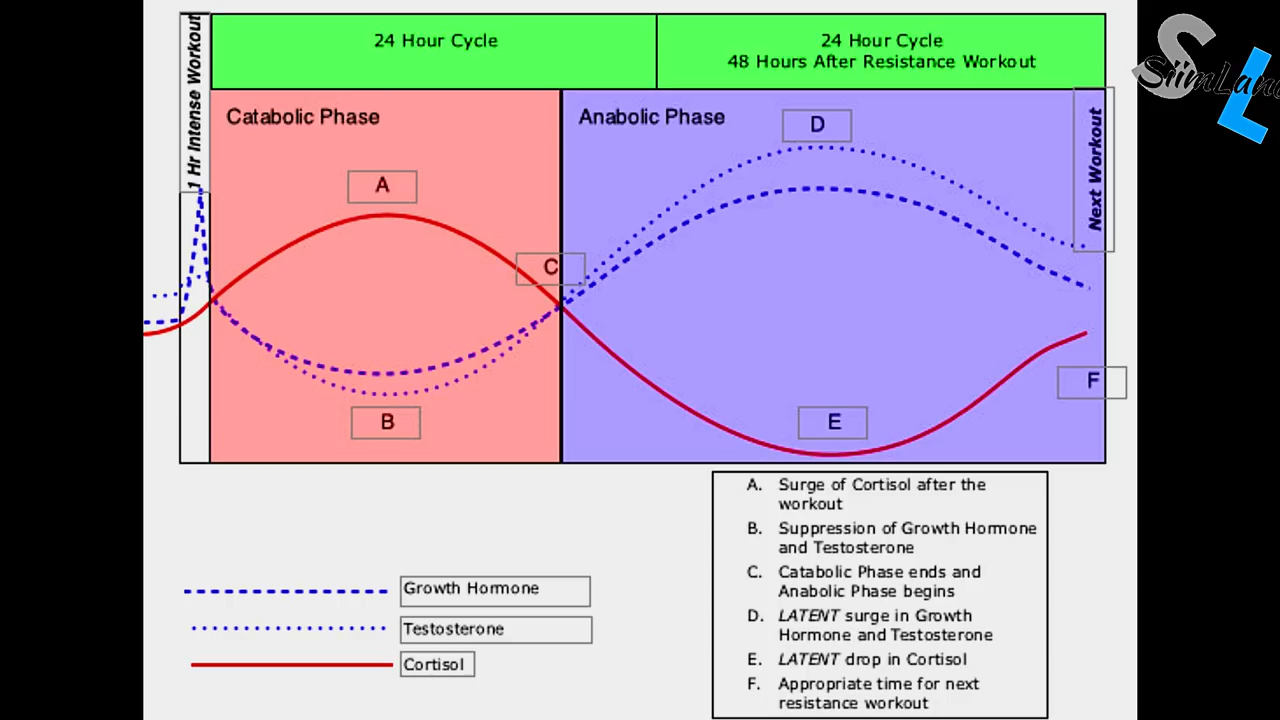 1 Hr Intense Workout
24 Hour Cycle
24 Hour Cycle
48 Hours After Resistance Workout
SiimLand
Catabolic Phase
Anabolic Phase
Next Workout
A
B
C
D
E
F
Growth Hormone
Testosterone
Cortisol
A. Surge of Cortisol after the
workout
B. Suppression of Growth Hormone
and Testosterone
C. Catabolic Phase ends and
Anabolic Phase begins
D. LATENT surge in Growth
Hormone and Testosterone
E. LATENT drop in Cortisol
F. Appropriate time for next
resistance workout